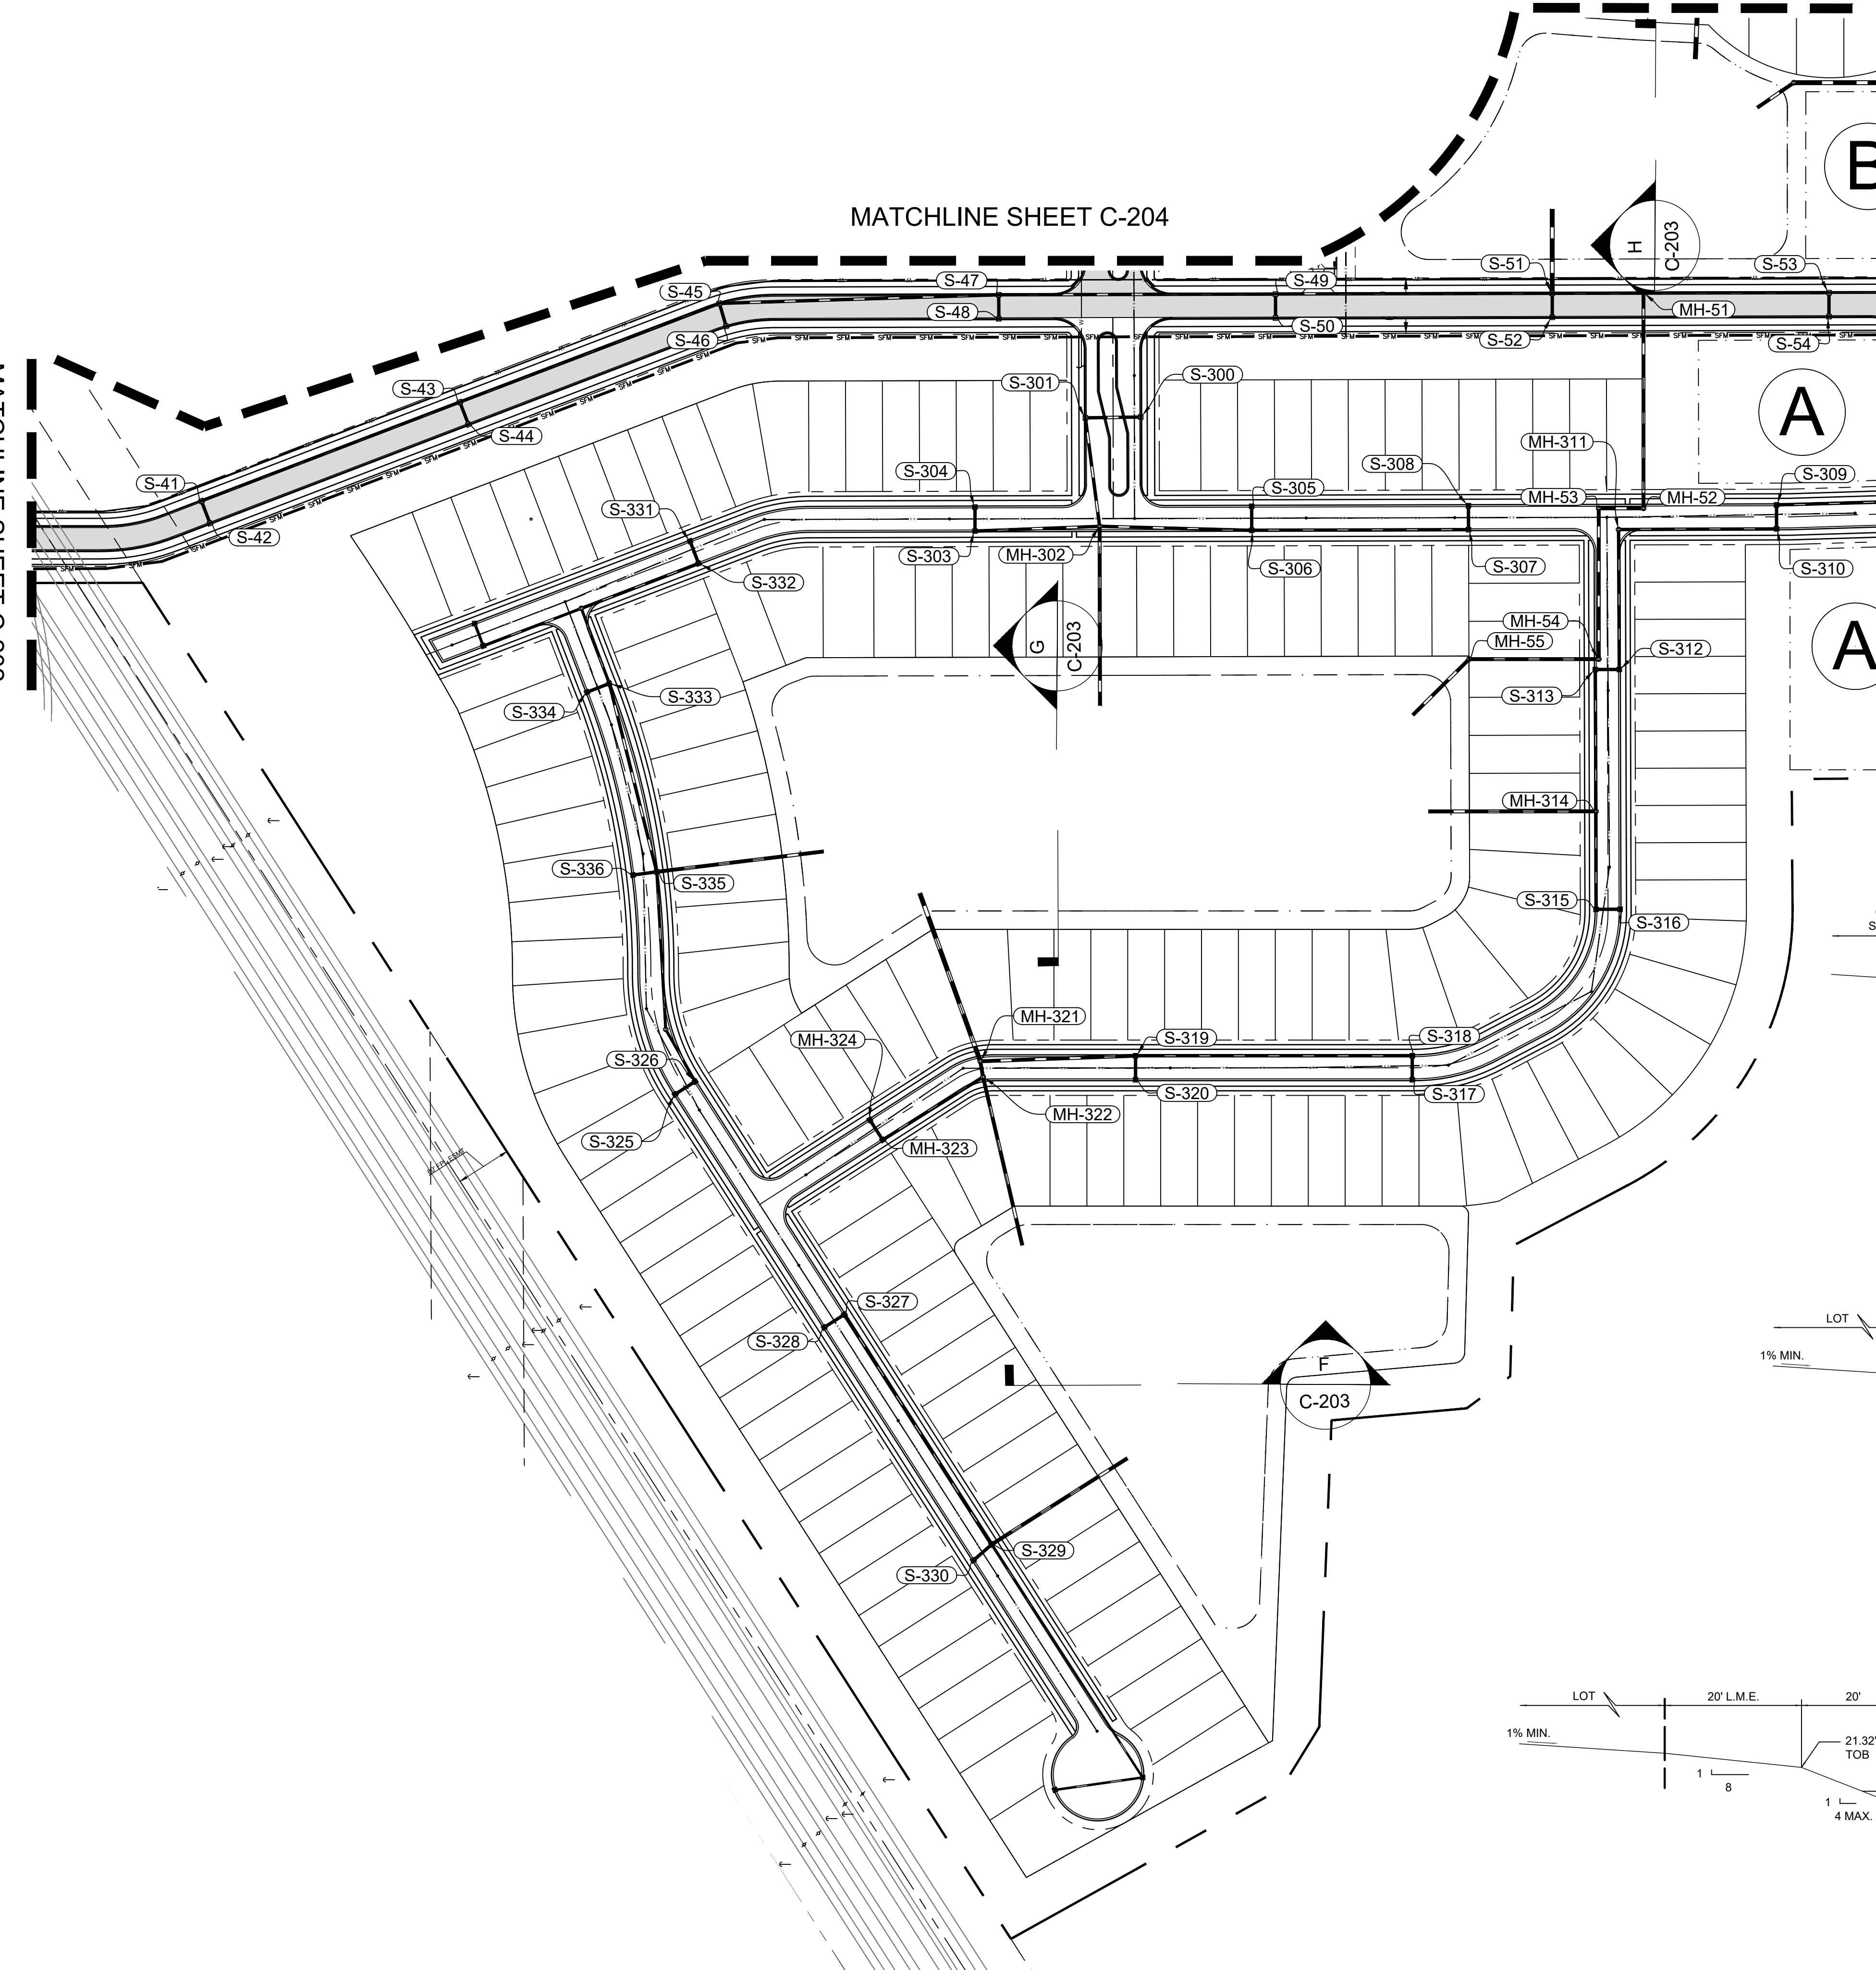 MATCHLINE SHEET C-204
B
H
C-203
S-51
S-53
S-47
S-49
S-45
S-48
S-50
MH-51
S-46
S-52
S-54
S-43
S-301
S-300
S-44
A
MH-311
S-304
S-308
S-309
S-41
S-305
MH-53
MH-52
S-331
S-42
S-303
MH-302
S-306
S-307
S-310
S-332
G
C-203
MH-54
MH-55
S-312
A
S-333
S-313
S-334
MH-314
S-336
S-335
S-315
S-316
MH-321
MH-324
S-319
S-318
S-326
S-320
S-317
MH-322
S-325
MH-323
S-327
S-328
F
C-203
LOT
1% MIN.
S-329
S-330
LOT
20' L.M.E.
20'
1% MIN.
21.32'
TOB
1
8
1
4 MAX.
SFM